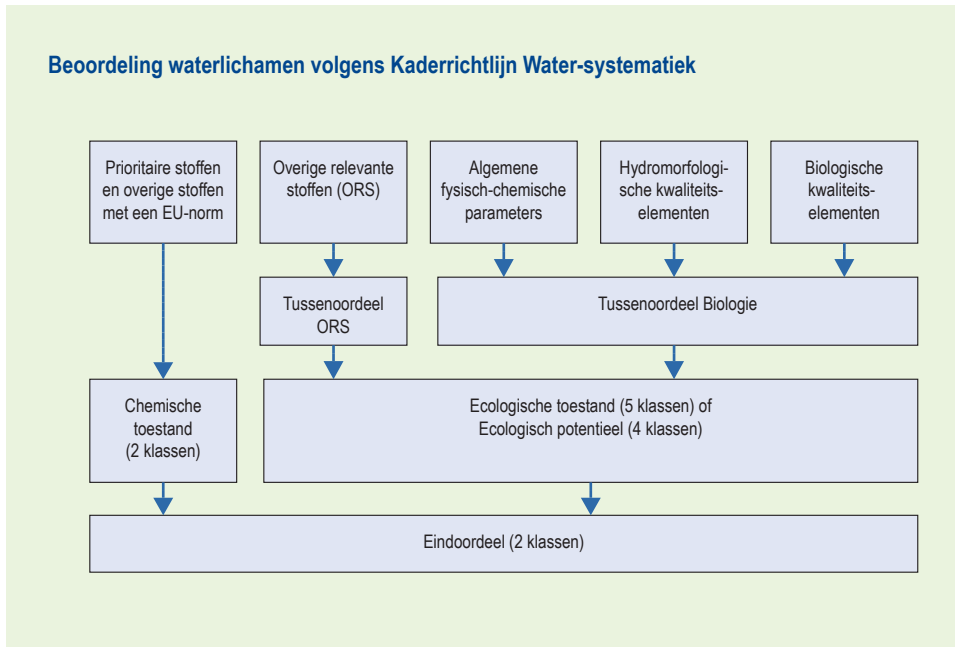 Beoordeling waterlichamen volgens Kaderrichtlijn Water-systematiek
Prioritaire stoffen
en overige stoffen
met een EU-norm
Overige relevante
stoffen (ORS)
Algemene
fysisch-chemische
parameters
Hydromorfologi-
sche kwaliteits-
elementen
Biologische
kwaliteits-
elementen
Tussenoordeel
ORS
Tussenoordeel Biologie
Chemische
toestand
(2 klassen)
Ecologische toestand (5 klassen) of
Ecologisch potentieel (4 klassen)
Eindoordeel (2 klassen)